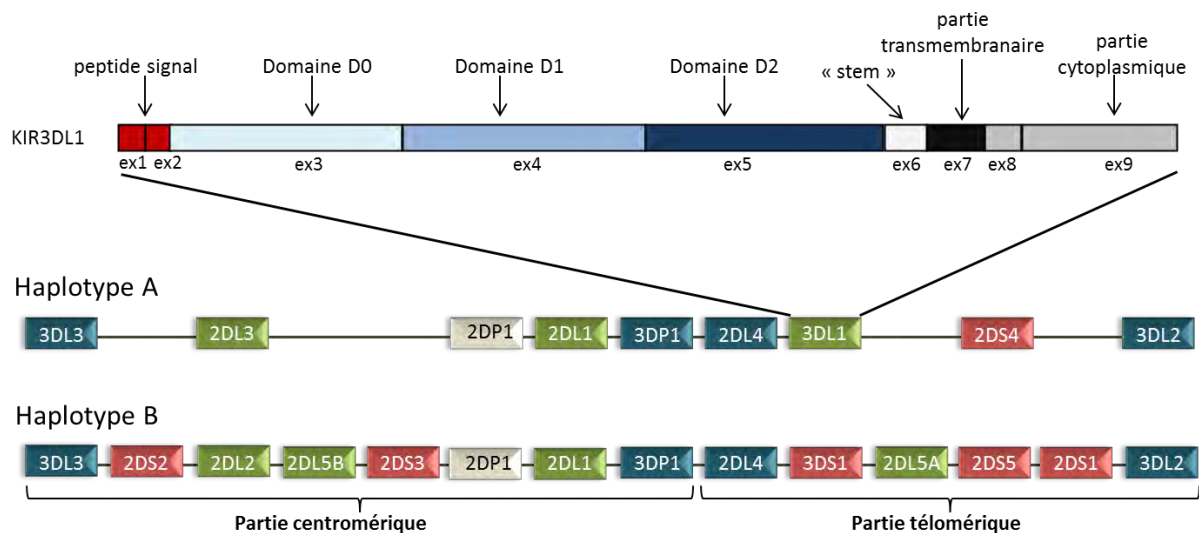 partie
transmembranaire
partie
cytoplasmique
peptide signal
Domaine D0
Domaine D1
Domaine D2
« stem »
KIR3DL1
ex1 ex2 ex3 ex4 ex5 ex6 ex7 ex8 ex9
Haplotype A
3DL3 2DL3 2DP1 2DL1 3DP1 2DL4 3DL1 2DS4 3DL2
Haplotype B
3DL3 2DS2 2DL2 2DL5B 2DS3 2DP1 2DL1 3DP1 2DL4 3DS1 2DL5A 2DS5 2DS1 3DL2
Partie centromérique
Partie télomérique